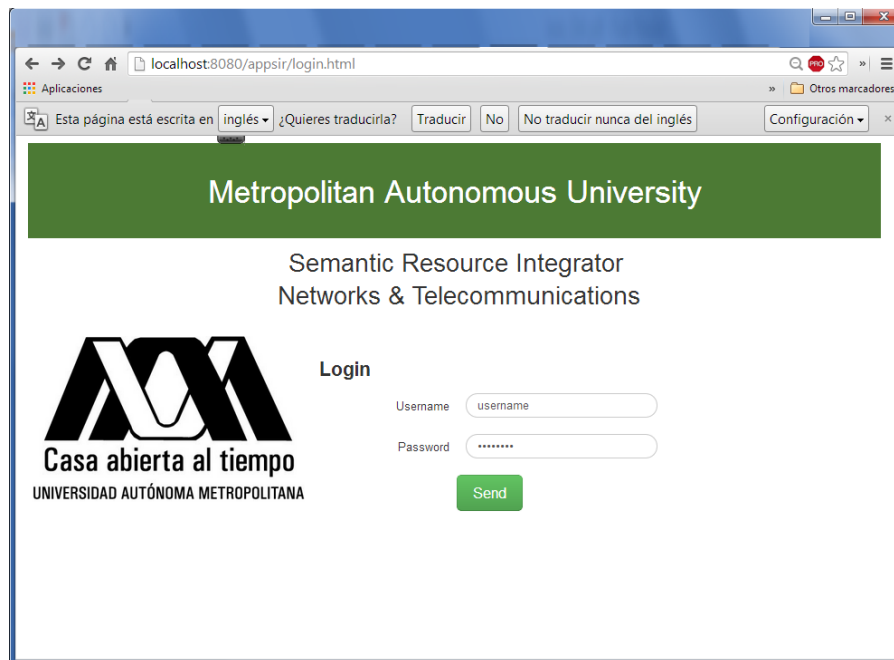 localhost:8080/appsir/login.html
PRO
»
Aplicaciones
» Otros marcadores
Esta página está escrita en inglés ¿Quieres traducirla? Traducir No No traducir nunca del inglés Configuración ×
Metropolitan Autonomous University
Semantic Resource Integrator
Networks & Telecommunications
Login
Username username
Password ••••••••
Send
Casa abierta al tiempo
UNIVERSIDAD AUTÓNOMA METROPOLITANA